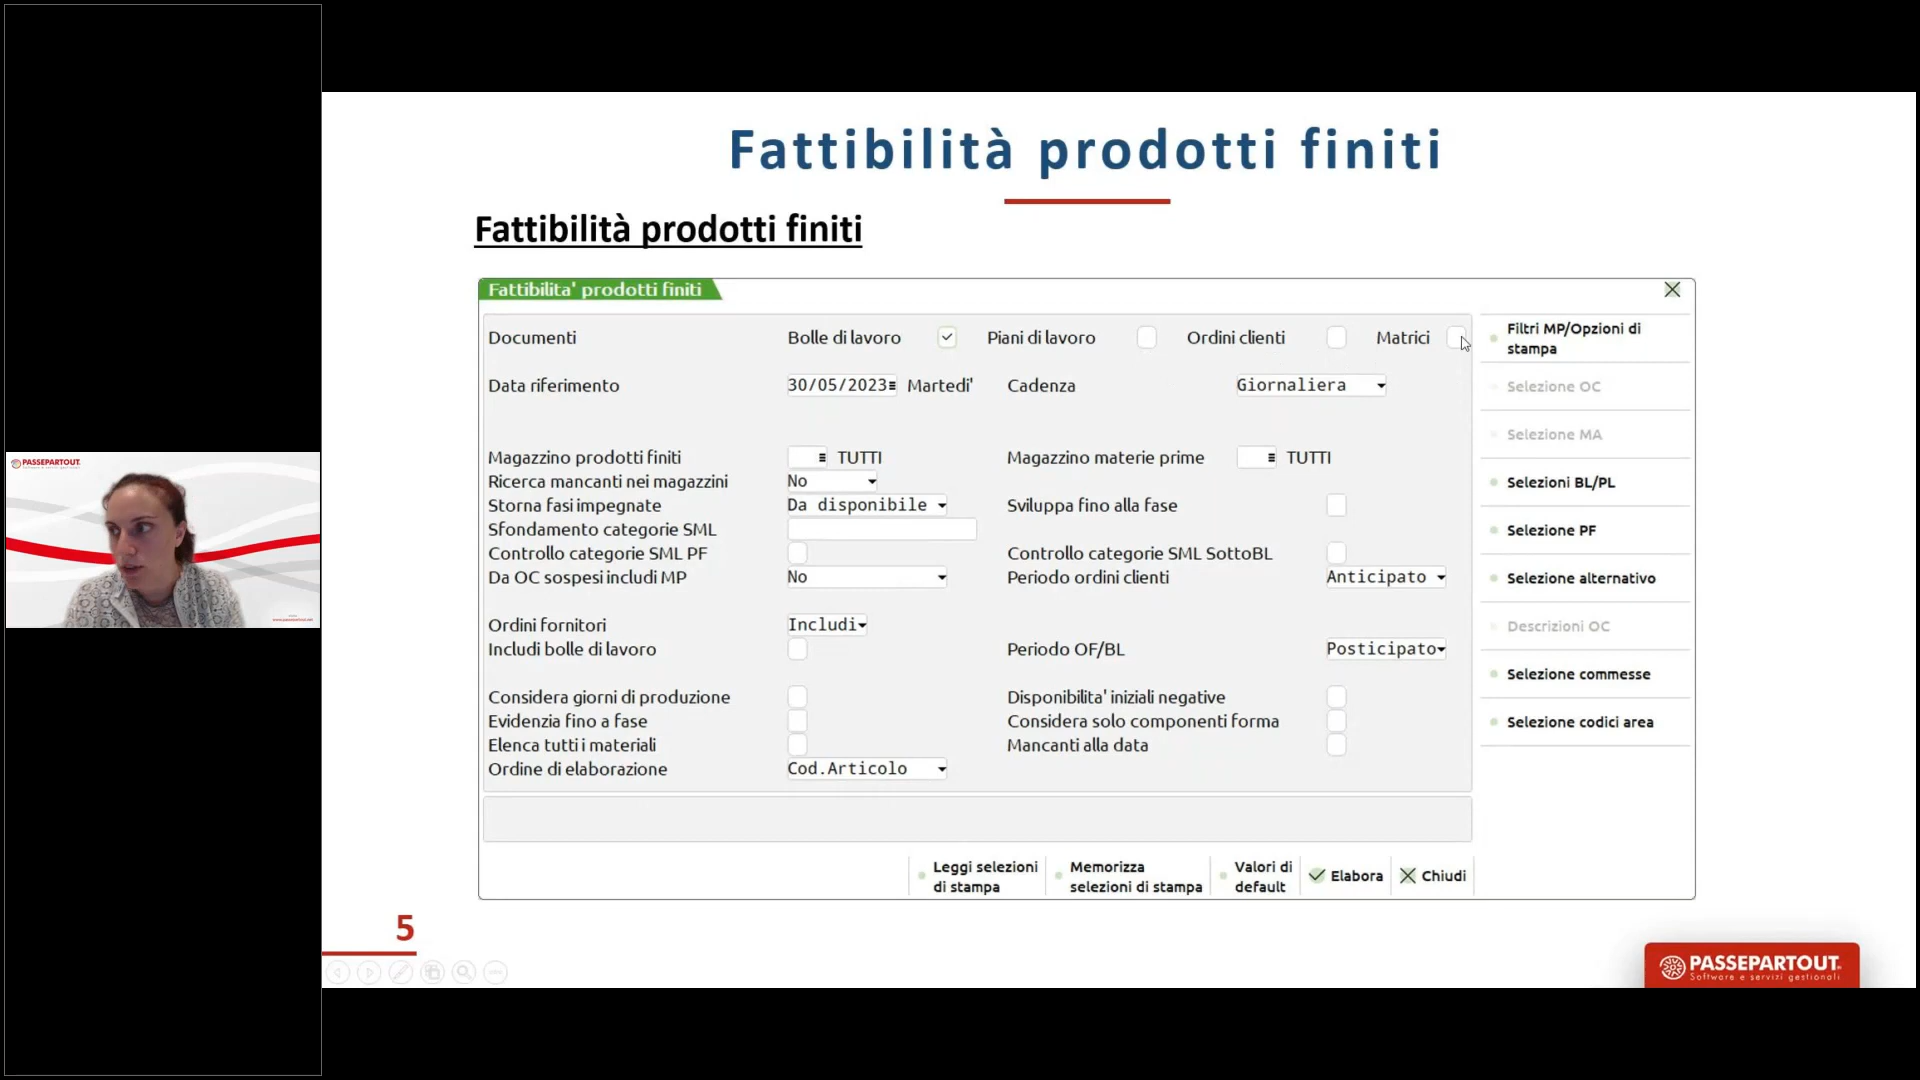 Fattibilità prodotti finiti
Fattibilità prodotti finiti
Fattibilita' prodotti finiti
Documenti Bolle di lavoro Piani di lavoro Ordini clienti Matrici
Data riferimento 30/05/2023 Martedi' Cadenza Giornaliera
Magazzino prodotti finiti TUTTI Magazzino materie prime TUTTI
Ricerca mancanti nei magazzini No
Storna fasi impegnate Da disponibile Sviluppa fino alla fase
Sfondamento categorie SML
Controllo categorie SML PF Controllo categorie SML SottoBL
Da OC sospesi includi MP No Periodo ordini clienti Anticipato
Ordini fornitori Includi
Includi bolle di lavoro Periodo OF/BL Posticipato
Considera giorni di produzione Disponibilita' iniziali negative
Evidenzia fino a fase Considera solo componenti forma
Elenca tutti i materiali Mancanti alla data
Ordine di elaborazione Cod.Articolo
Filtri MP/Opzioni di
stampa
Selezione OC
Selezione MA
Selezioni BL/PL
Selezione PF
Selezione alternativo
Descrizioni OC
Selezione commesse
Selezione codici area
Leggi selezioni
di stampa
Memorizza
selezioni di stampa
Valori di
default
Elabora
Chiudi
5
PASSEPARTOUT
Software e servizi gestionali
PASSEPARTOUT